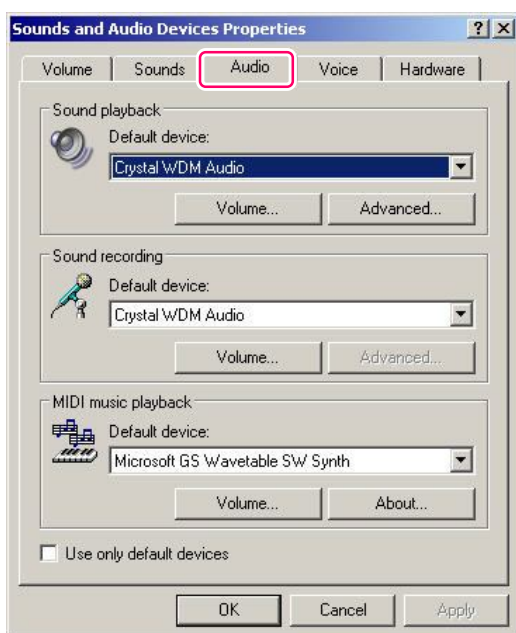 Sounds and Audio Devices Properties ? X
Volume Sounds Audio Voice Hardware
Sound playback
Default device:
Crystal WDM Audio
Volume... Advanced...
Sound recording
Default device:
Crystal WDM Audio
Volume... Advanced...
MIDI music playback
Default device:
Microsoft GS Wavetable SW Synth
Volume... About...
Use only default devices
OK Cancel Apply